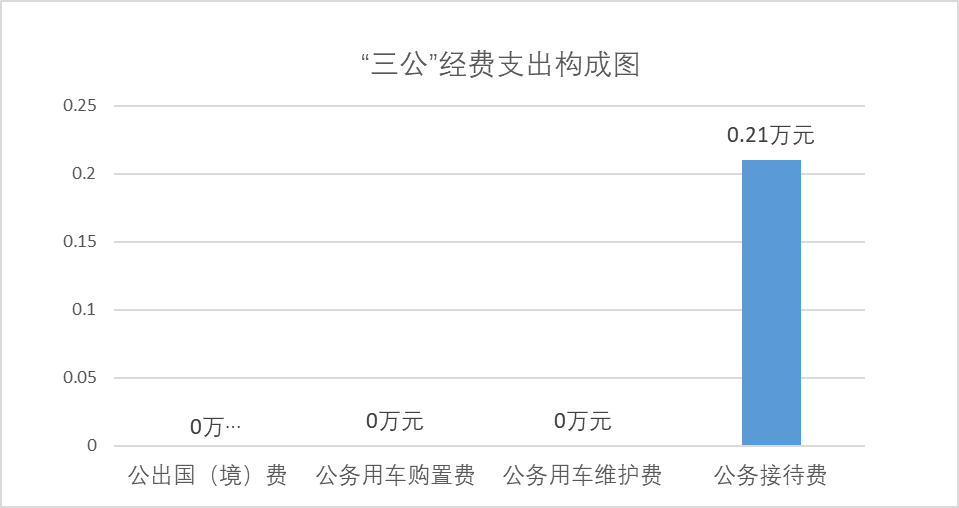 “三公”经费支出构成图
0.25
0.21万元
0.2
0.15
0.1
0.05
0万…
0万元
0万元
0
公出国（境）费
公务用车购置费
公务用车维护费
公务接待费